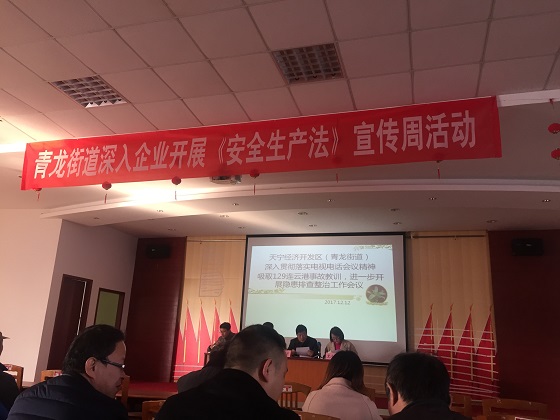 青龙街道深入企业开展《安全生产法》宣传周活动
天宁经济开发区（青龙街道）
深入贯彻落实电视电话会议精神
吸取129连云港事故教训，进一步开
展隐患排查整治工作会议
2017.12.12